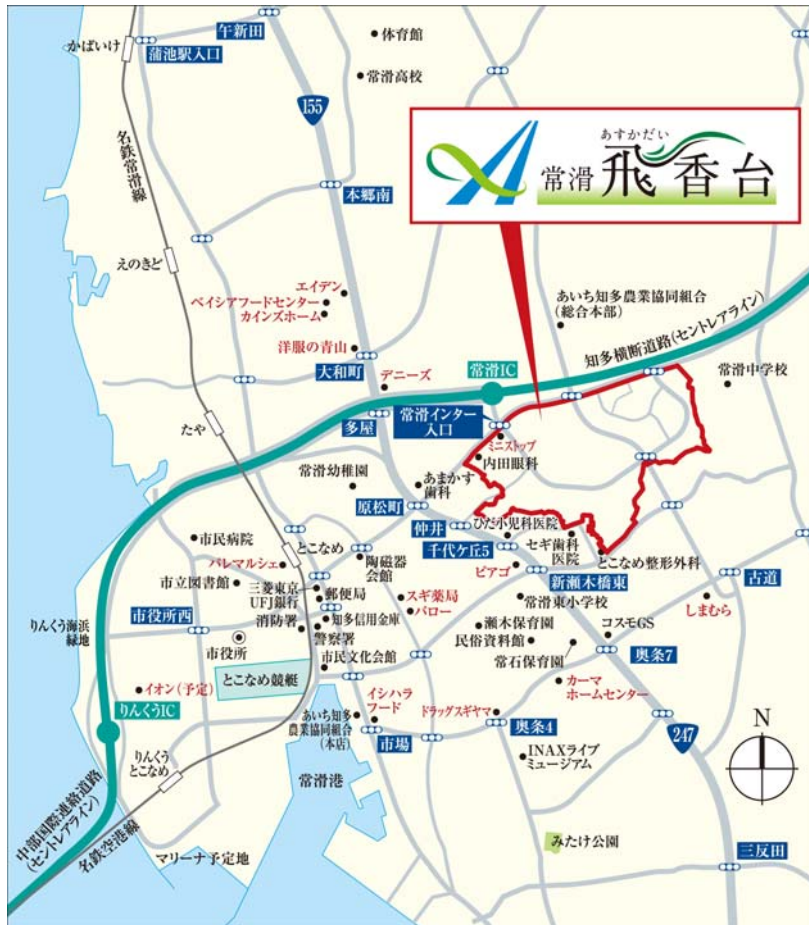 午新田
体育館
かばいけ
蒲池駅入口
常滑高校
155
あすかだい
常滑 飛香台
名鉄常滑線
本郷南
えのきど
エイデン
ベイシアフードセンター
カインズホーム
あいち知多農業協同組合
(総合本部)
知多横断道路(セントレアライン)
洋服の青山
大和町
デニーズ
常滑IC
常滑中学校
たや
多屋
常滑インター
入口
ミニストップ
内田眼科
常滑幼稚園
あまかす
歯科
原松町
仲井
ひだ小児科医院
市民病院
とこなめ
陶磁器
会館
千代ケ丘5
セギ歯科
医院
とこなめ整形外科
パレマルシェ
ピアゴ
新瀬木橋東
古道
市立図書館
三菱東京
UFJ銀行
郵便局
スギ薬局
バロー
常滑東小学校
しまむら
市役所西
消防署
知多信用金庫
瀬木保育園
コスモGS
りんくう海浜
緑地
市役所
警察署
民俗資料館
奥条7
市民文化会館
常石保育園
とこなめ競艇
イオン(予定)
カーマ
ホームセンター
りんくうIC
イシハラ
フード
ドラッグスギヤマ
あいち知多
農業協同組合
(本店)
市場
奥条4
247
N
りんくう
とこなめ
常滑港
INAXライブ
ミュージアム
中部国際連絡道路
(セントレアライン)
名鉄空港線
マリーナ予定地
みたけ公園
三反田